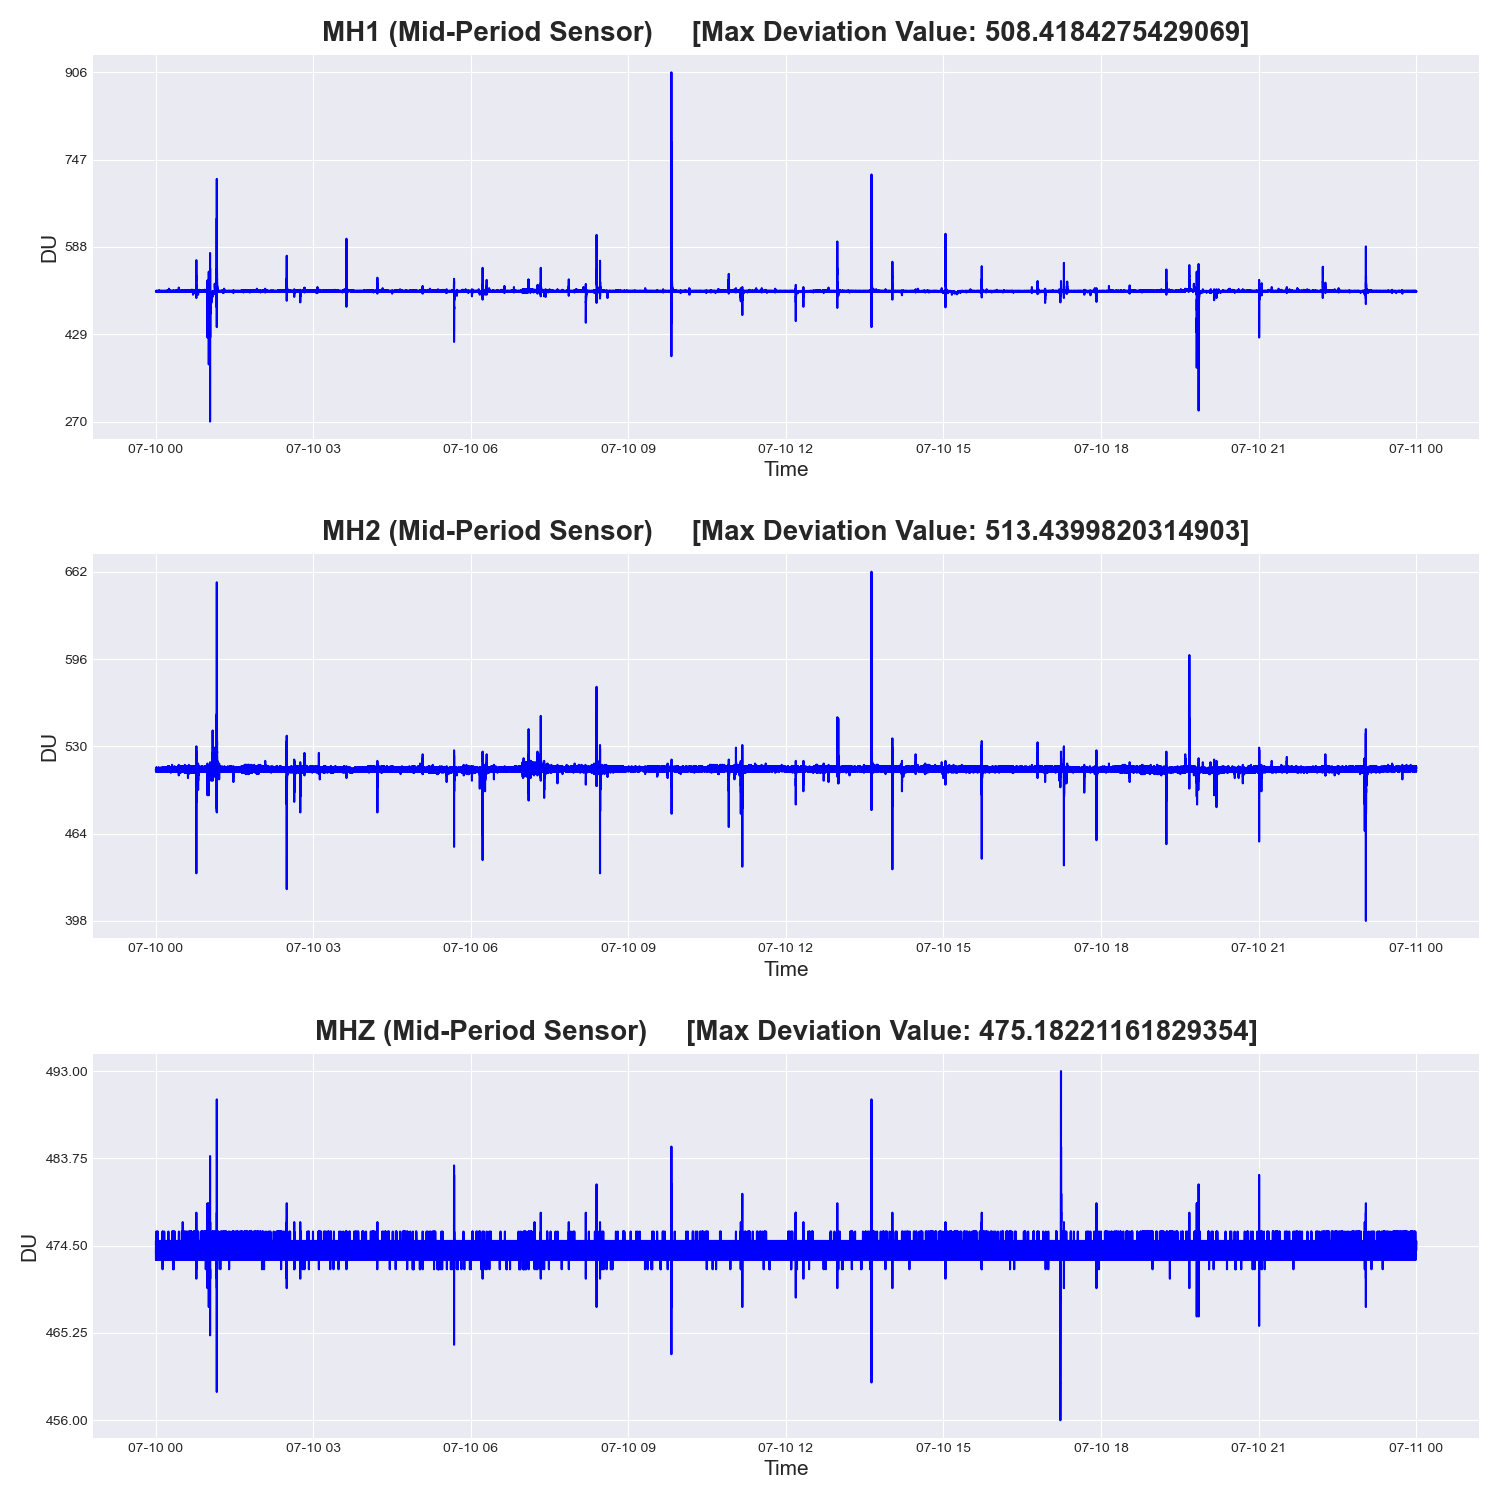 MH1 (Mid-Period Sensor) [Max Deviation Value: 508.4184275429069]
906
747
588
429
270
DU
07-10 00 07-10 03 07-10 06 07-10 09 07-10 12 07-10 15 07-10 18 07-10 21 07-11 00
Time
MH2 (Mid-Period Sensor) [Max Deviation Value: 513.4399820314903]
662
596
530
464
398
DU
07-10 00 07-10 03 07-10 06 07-10 09 07-10 12 07-10 15 07-10 18 07-10 21 07-11 00
Time
MHZ (Mid-Period Sensor) [Max Deviation Value: 475.18221161829354]
493.00
483.75
474.50
465.25
456.00
DU
07-10 00 07-10 03 07-10 06 07-10 09 07-10 12 07-10 15 07-10 18 07-10 21 07-11 00
Time